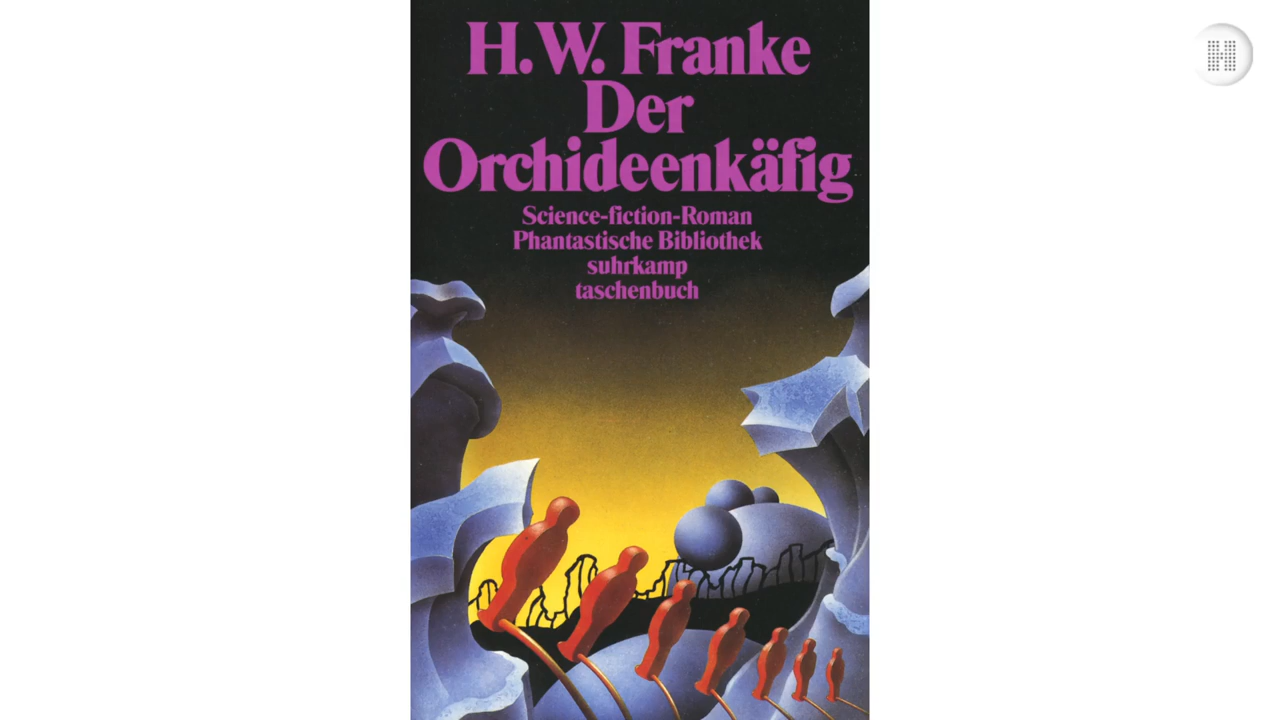 H. W. Franke
Der
Orchideenkäfig
Science-fiction-Roman
Phantastische Bibliothek
suhrkamp
taschenbuch
H